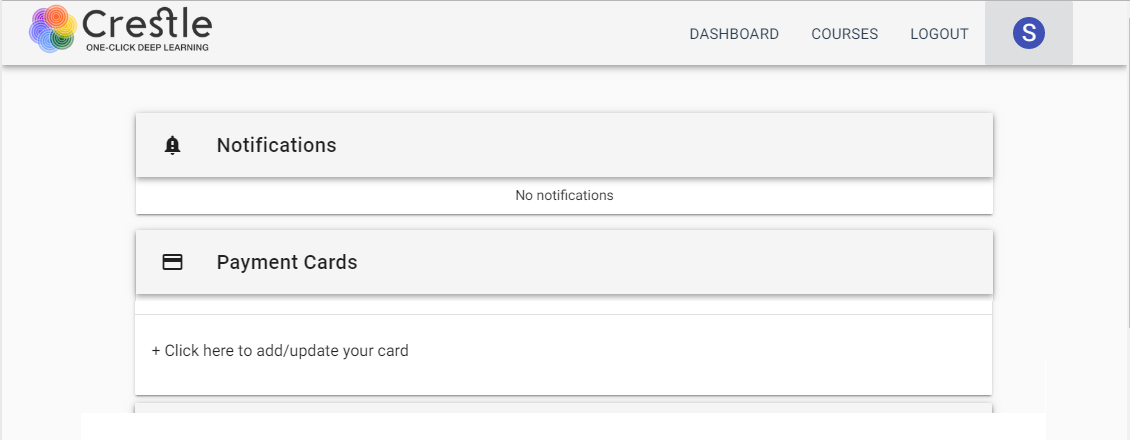 Crestle
ONE-CLICK DEEP LEARNING
DASHBOARD COURSES LOGOUT S
Notifications
No notifications
Payment Cards
+ Click here to add/update your card